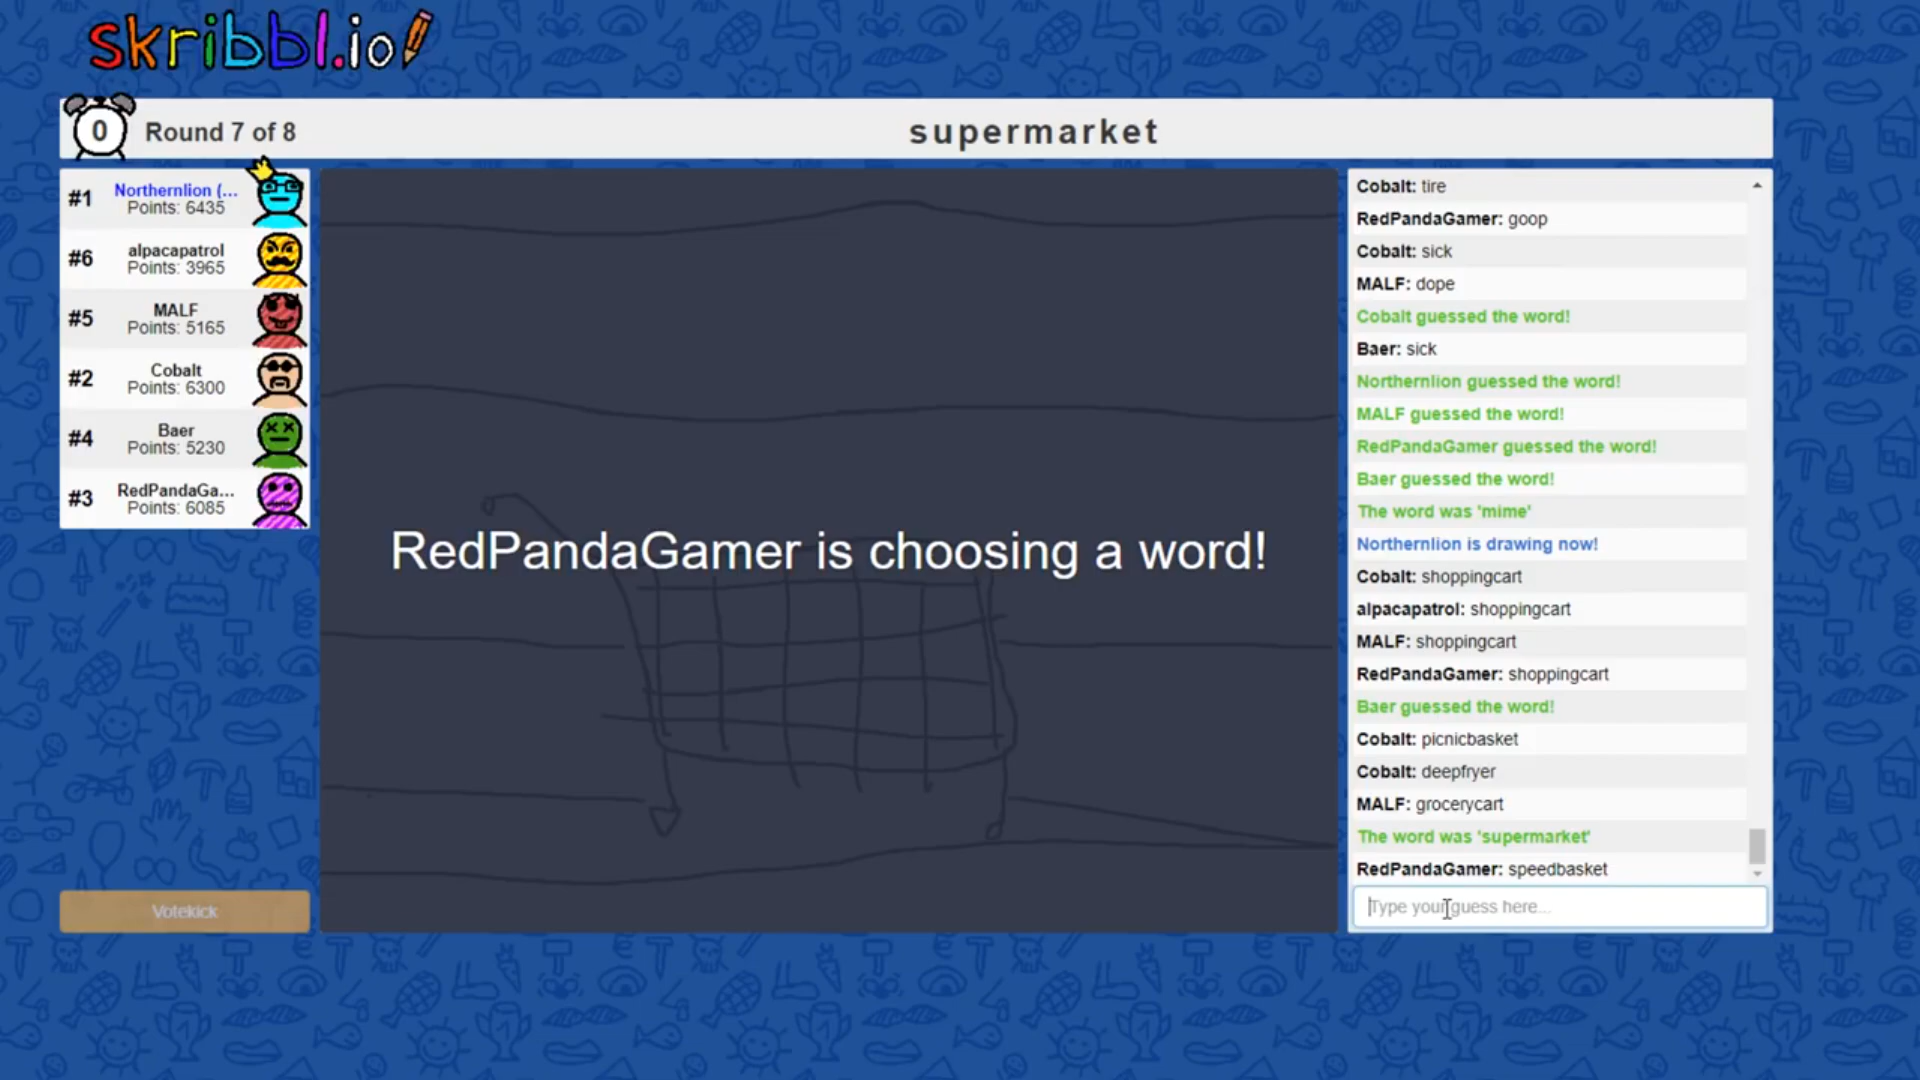 skribbl.io
0
Round 7 of 8
supermarket
#1
Northernlion (...
Points: 6435
#6
alpacapatrol
Points: 3965
#5
MALF
Points: 5165
#2
Cobalt
Points: 6300
#4
Baer
Points: 5230
#3
RedPandaGa...
Points: 6085
Votekick
RedPandaGamer is choosing a word!
Cobalt: tire
RedPandaGamer: goop
Cobalt: sick
MALF: dope
Cobalt guessed the word!
Baer: sick
Northernlion guessed the word!
MALF guessed the word!
RedPandaGamer guessed the word!
Baer guessed the word!
The word was 'mime'
Northernlion is drawing now!
Cobalt: shoppingcart
alpacapatrol: shoppingcart
MALF: shoppingcart
RedPandaGamer: shoppingcart
Baer guessed the word!
Cobalt: picnicbasket
Cobalt: deepfryer
MALF: grocerycart
The word was 'supermarket'
RedPandaGamer: speedbasket
Type your guess here...